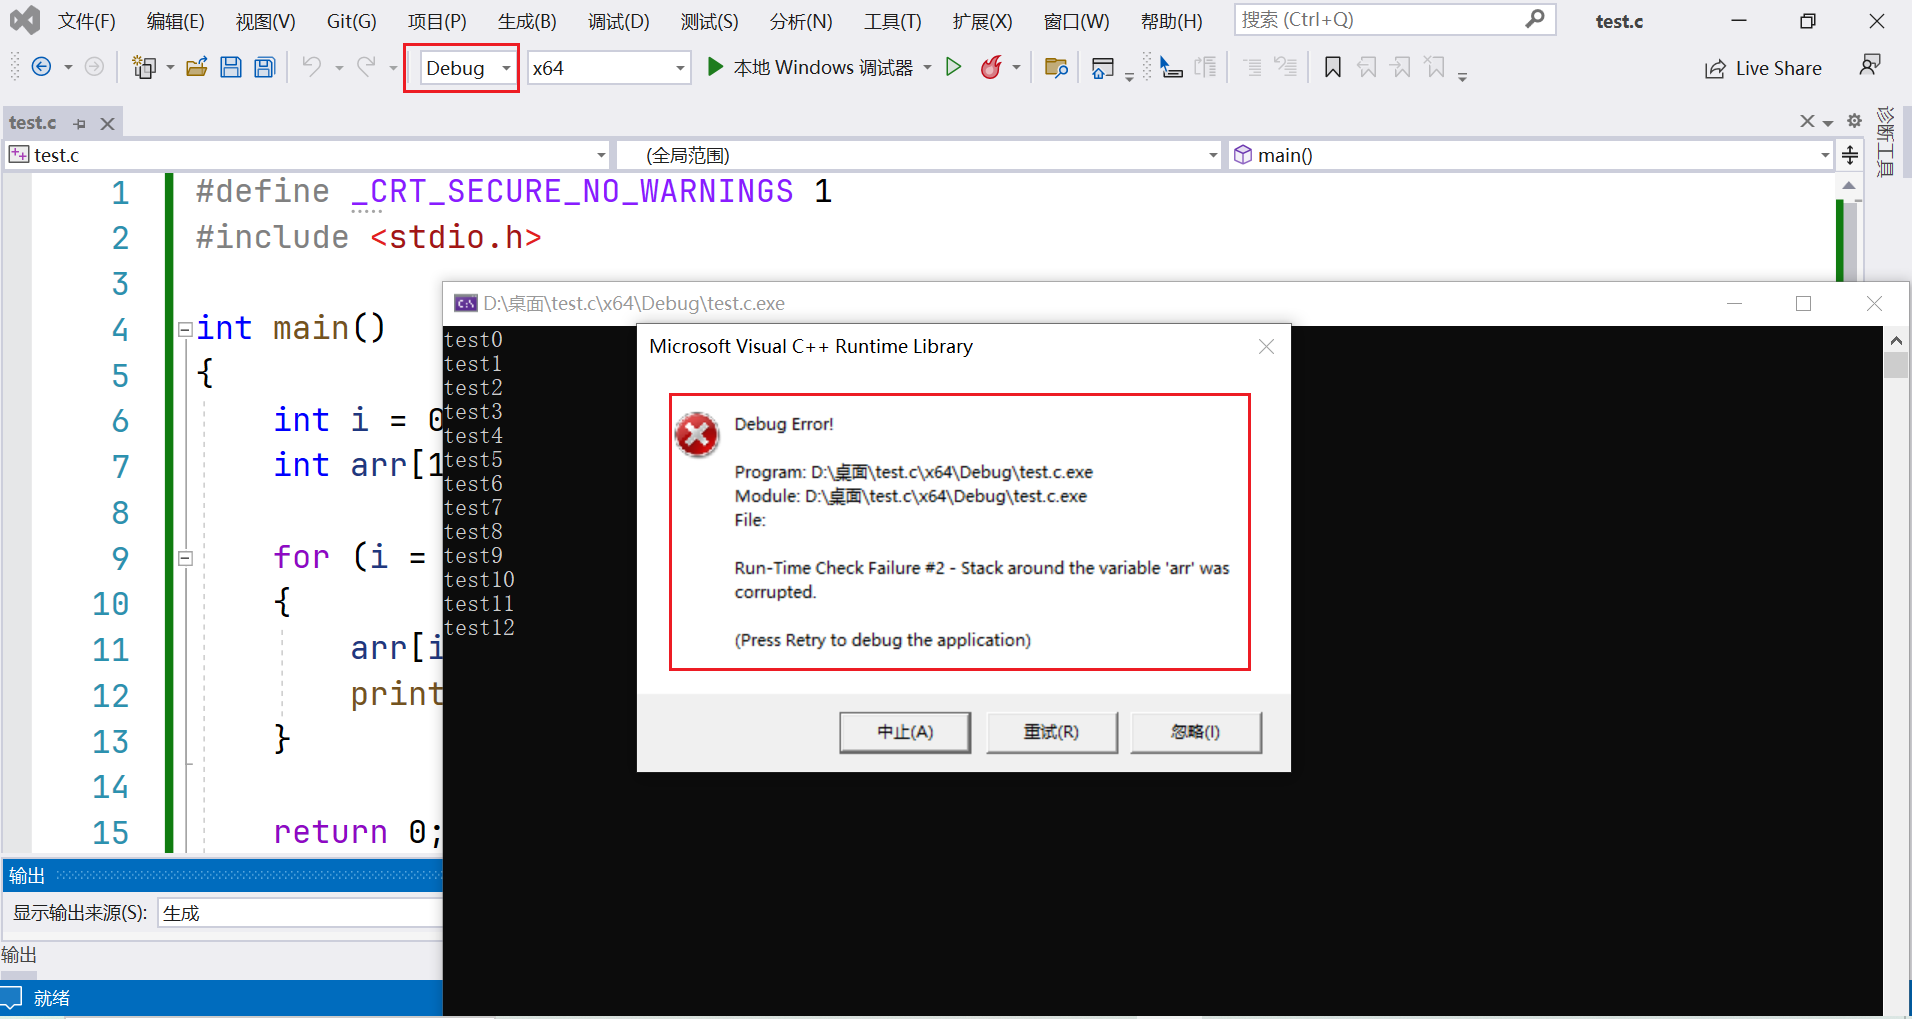 文件(F) 编辑(E) 视图(V) Git(G) 项目(P) 生成(B) 调试(D) 测试(S) 分析(N) 工具(T) 扩展(X) 窗口(W) 帮助(H) 搜索 (Ctrl+Q) test.c
Debug x64 本地 Windows 调试器 Live Share
test.c
诊断工具
test.c (全局范围) main()
1 #define _CRT_SECURE_NO_WARNINGS 1
2 #include <stdio.h>
3
4 int main()
5 {
6 int i = 0
7 int arr[1
8
9 for (i =
10 {
11 arr[i
12 print
13 }
14
15 return 0;
D:\桌面\test.c\x64\Debug\test.c.exe
test0
test1
test2
test3
test4
test5
test6
test7
test8
test9
test10
test11
test12
Microsoft Visual C++ Runtime Library
Debug Error!
Program: D:\桌面\test.c\x64\Debug\test.c.exe
Module: D:\桌面\test.c\x64\Debug\test.c.exe
File:
Run-Time Check Failure #2 - Stack around the variable 'arr' was
corrupted.
(Press Retry to debug the application)
中止(A) 重试(R) 忽略(I)
输出
显示输出来源(S): 生成
输出
就绪